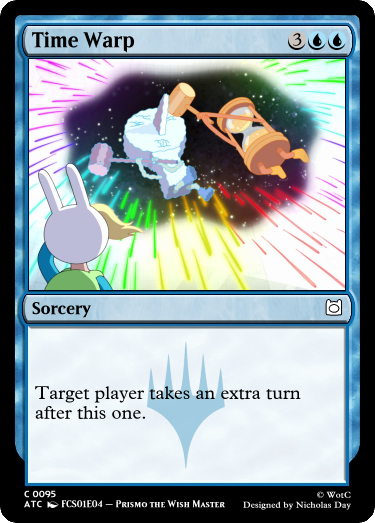 Time Warp 3
Sorcery
Target player takes an extra turn
after this one.
C 0095 © WotC
ATC FCS01E04 – Prismo the Wish Master Designed by Nicholas Day